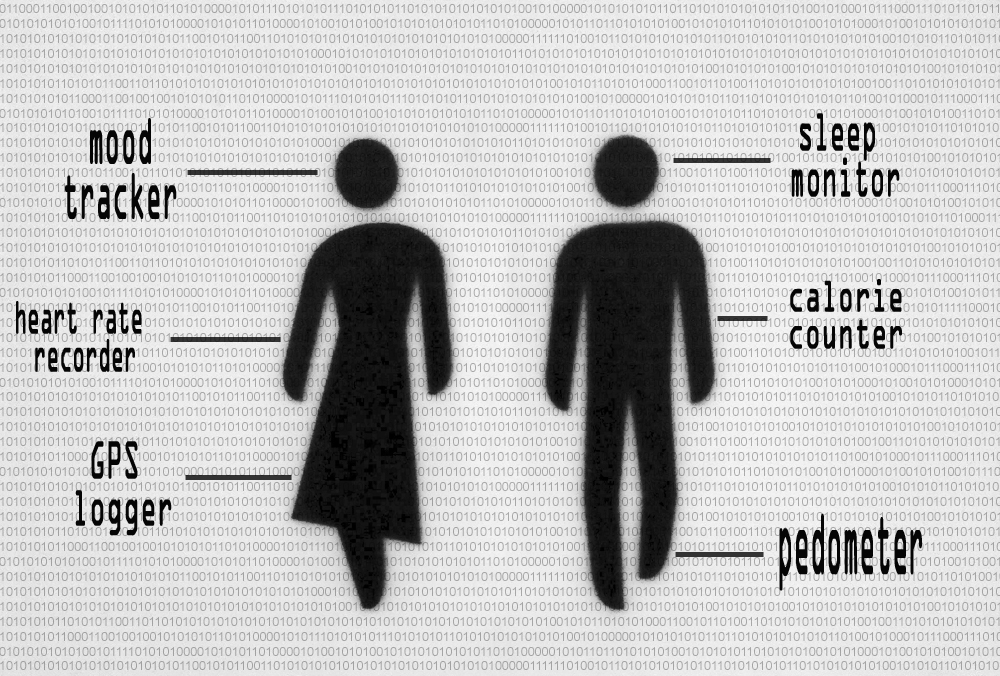 mood
tracker
heart rate
recorder
GPS
logger
sleep
monitor
calorie
counter
pedometer